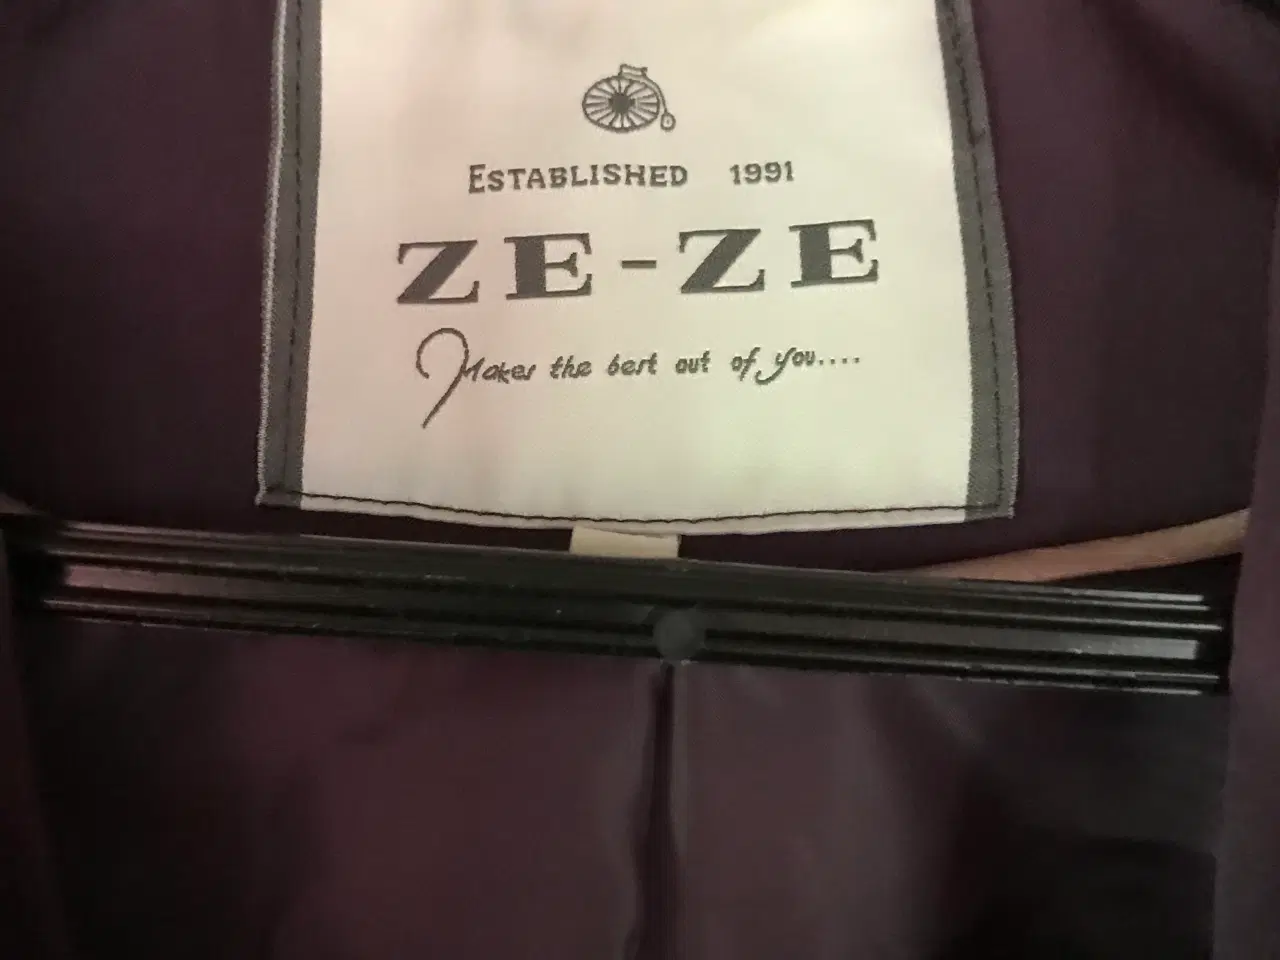 ESTABLISHED 1991
ZE-ZE
Makes the best out of you....